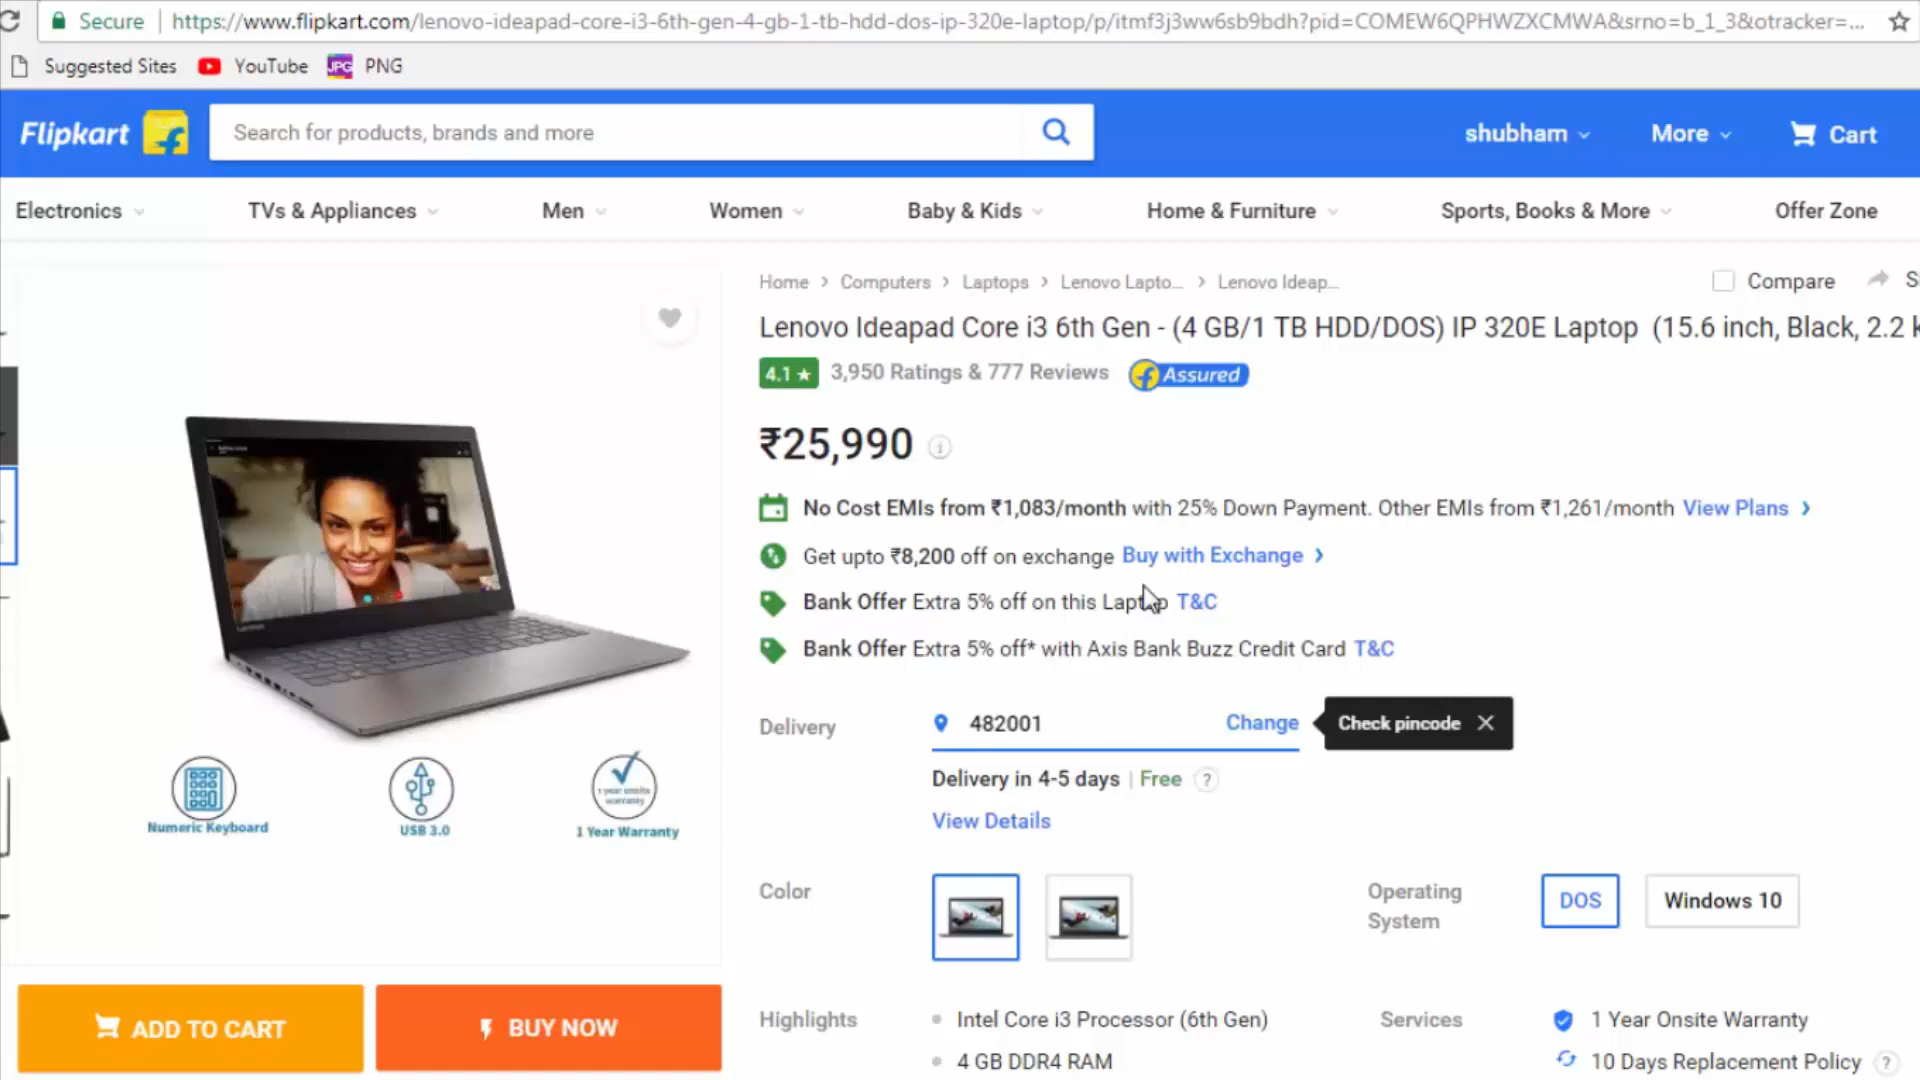 Secure https://www.flipkart.com/lenovo-ideapad-core-i3-6th-gen-4-gb-1-tb-hdd-dos-ip-320e-laptop/p/itmf3j3ww6sb9bdh?pid=COMEW6QPHWZXCMWA&srno=b_1_3&otracker=...
Suggested Sites YouTube JPG PNG
Flipkart Search for products, brands and more shubham More Cart
Electronics TVs & Appliances Men Women Baby & Kids Home & Furniture Sports, Books & More Offer Zone
Home > Computers > Laptops > Lenovo Lapto... > Lenovo Ideap... Compare S
Lenovo Ideapad Core i3 6th Gen - (4 GB/1 TB HDD/DOS) IP 320E Laptop (15.6 inch, Black, 2.2 k
4.1 ★ 3,950 Ratings & 777 Reviews Assured
₹25,990
No Cost EMIs from ₹1,083/month with 25% Down Payment. Other EMIs from ₹1,261/month View Plans >
Get upto ₹8,200 off on exchange Buy with Exchange >
Bank Offer Extra 5% off on this Laptop T&C
Bank Offer Extra 5% off* with Axis Bank Buzz Credit Card T&C
Delivery 482001 Change Check pincode ✕
Delivery in 4-5 days | Free ?
View Details
Numeric Keyboard USB 3.0 1 year onsite warranty 1 Year Warranty
Color Operating System DOS Windows 10
ADD TO CART BUY NOW
Highlights Intel Core i3 Processor (6th Gen) Services 1 Year Onsite Warranty
4 GB DDR4 RAM 10 Days Replacement Policy ?